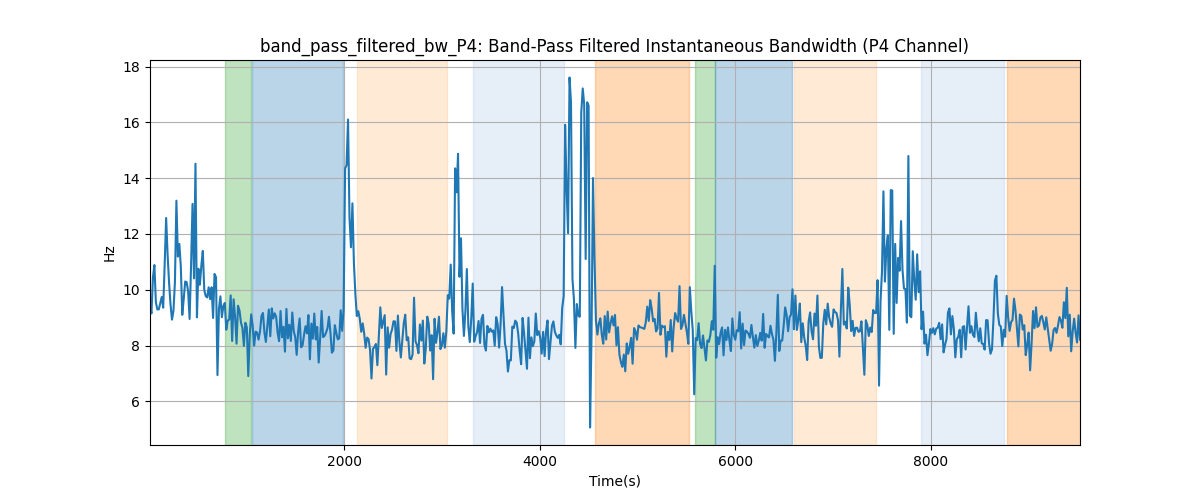 band_pass_filtered_bw_P4: Band-Pass Filtered Instantaneous Bandwidth (P4 Channel)
18
16
14
12
10
8
6
Hz
2000 4000 6000 8000
Time(s)